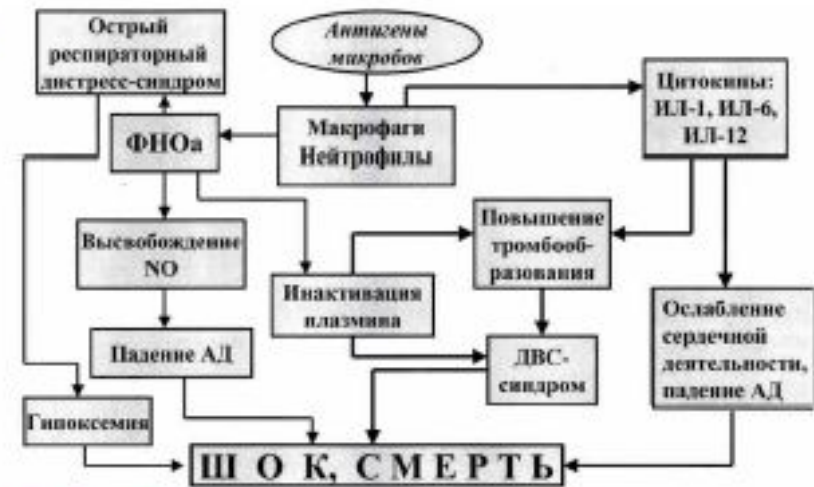 Острый
респираторный
дистресс-синдром
Антигены
микробов
Цитокины:
ИЛ-1, ИЛ-6,
ИЛ-12
ФНОа
Макрофаги
Нейтрофилы
Высвобождение
NO
Повышение
тромбооб-
разования
Инактивация
плазмина
Ослабление
сердечной
деятельности,
падение АД
Падение АД
ДВС-
синдром
Гипоксемия
Ш О К, С М Е Р Т Ь